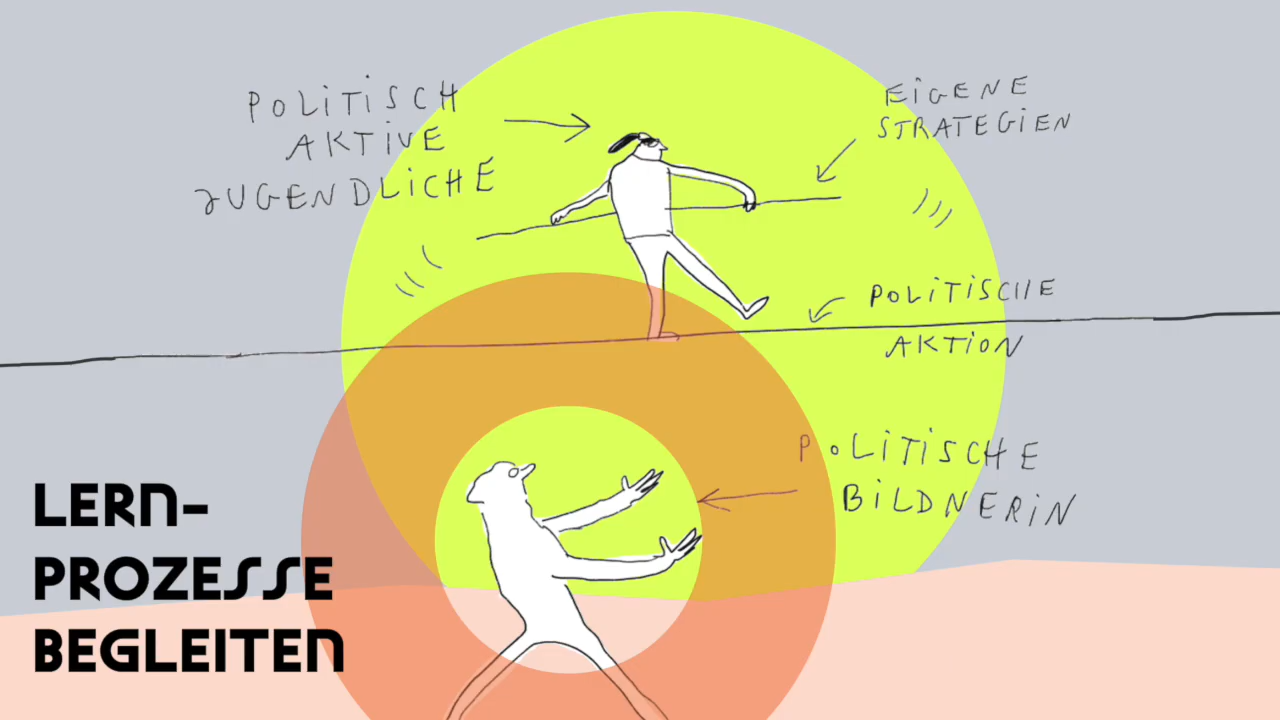 POLiTiSCH
AKTiVE
JUGENDLiCHE
EiGENE
STRATEGiEN
POLiTiSCHE
AKTiON
POLiTiSCHE
BiLDNERiN
LERN-
PROZESSE
BEGLEITEN